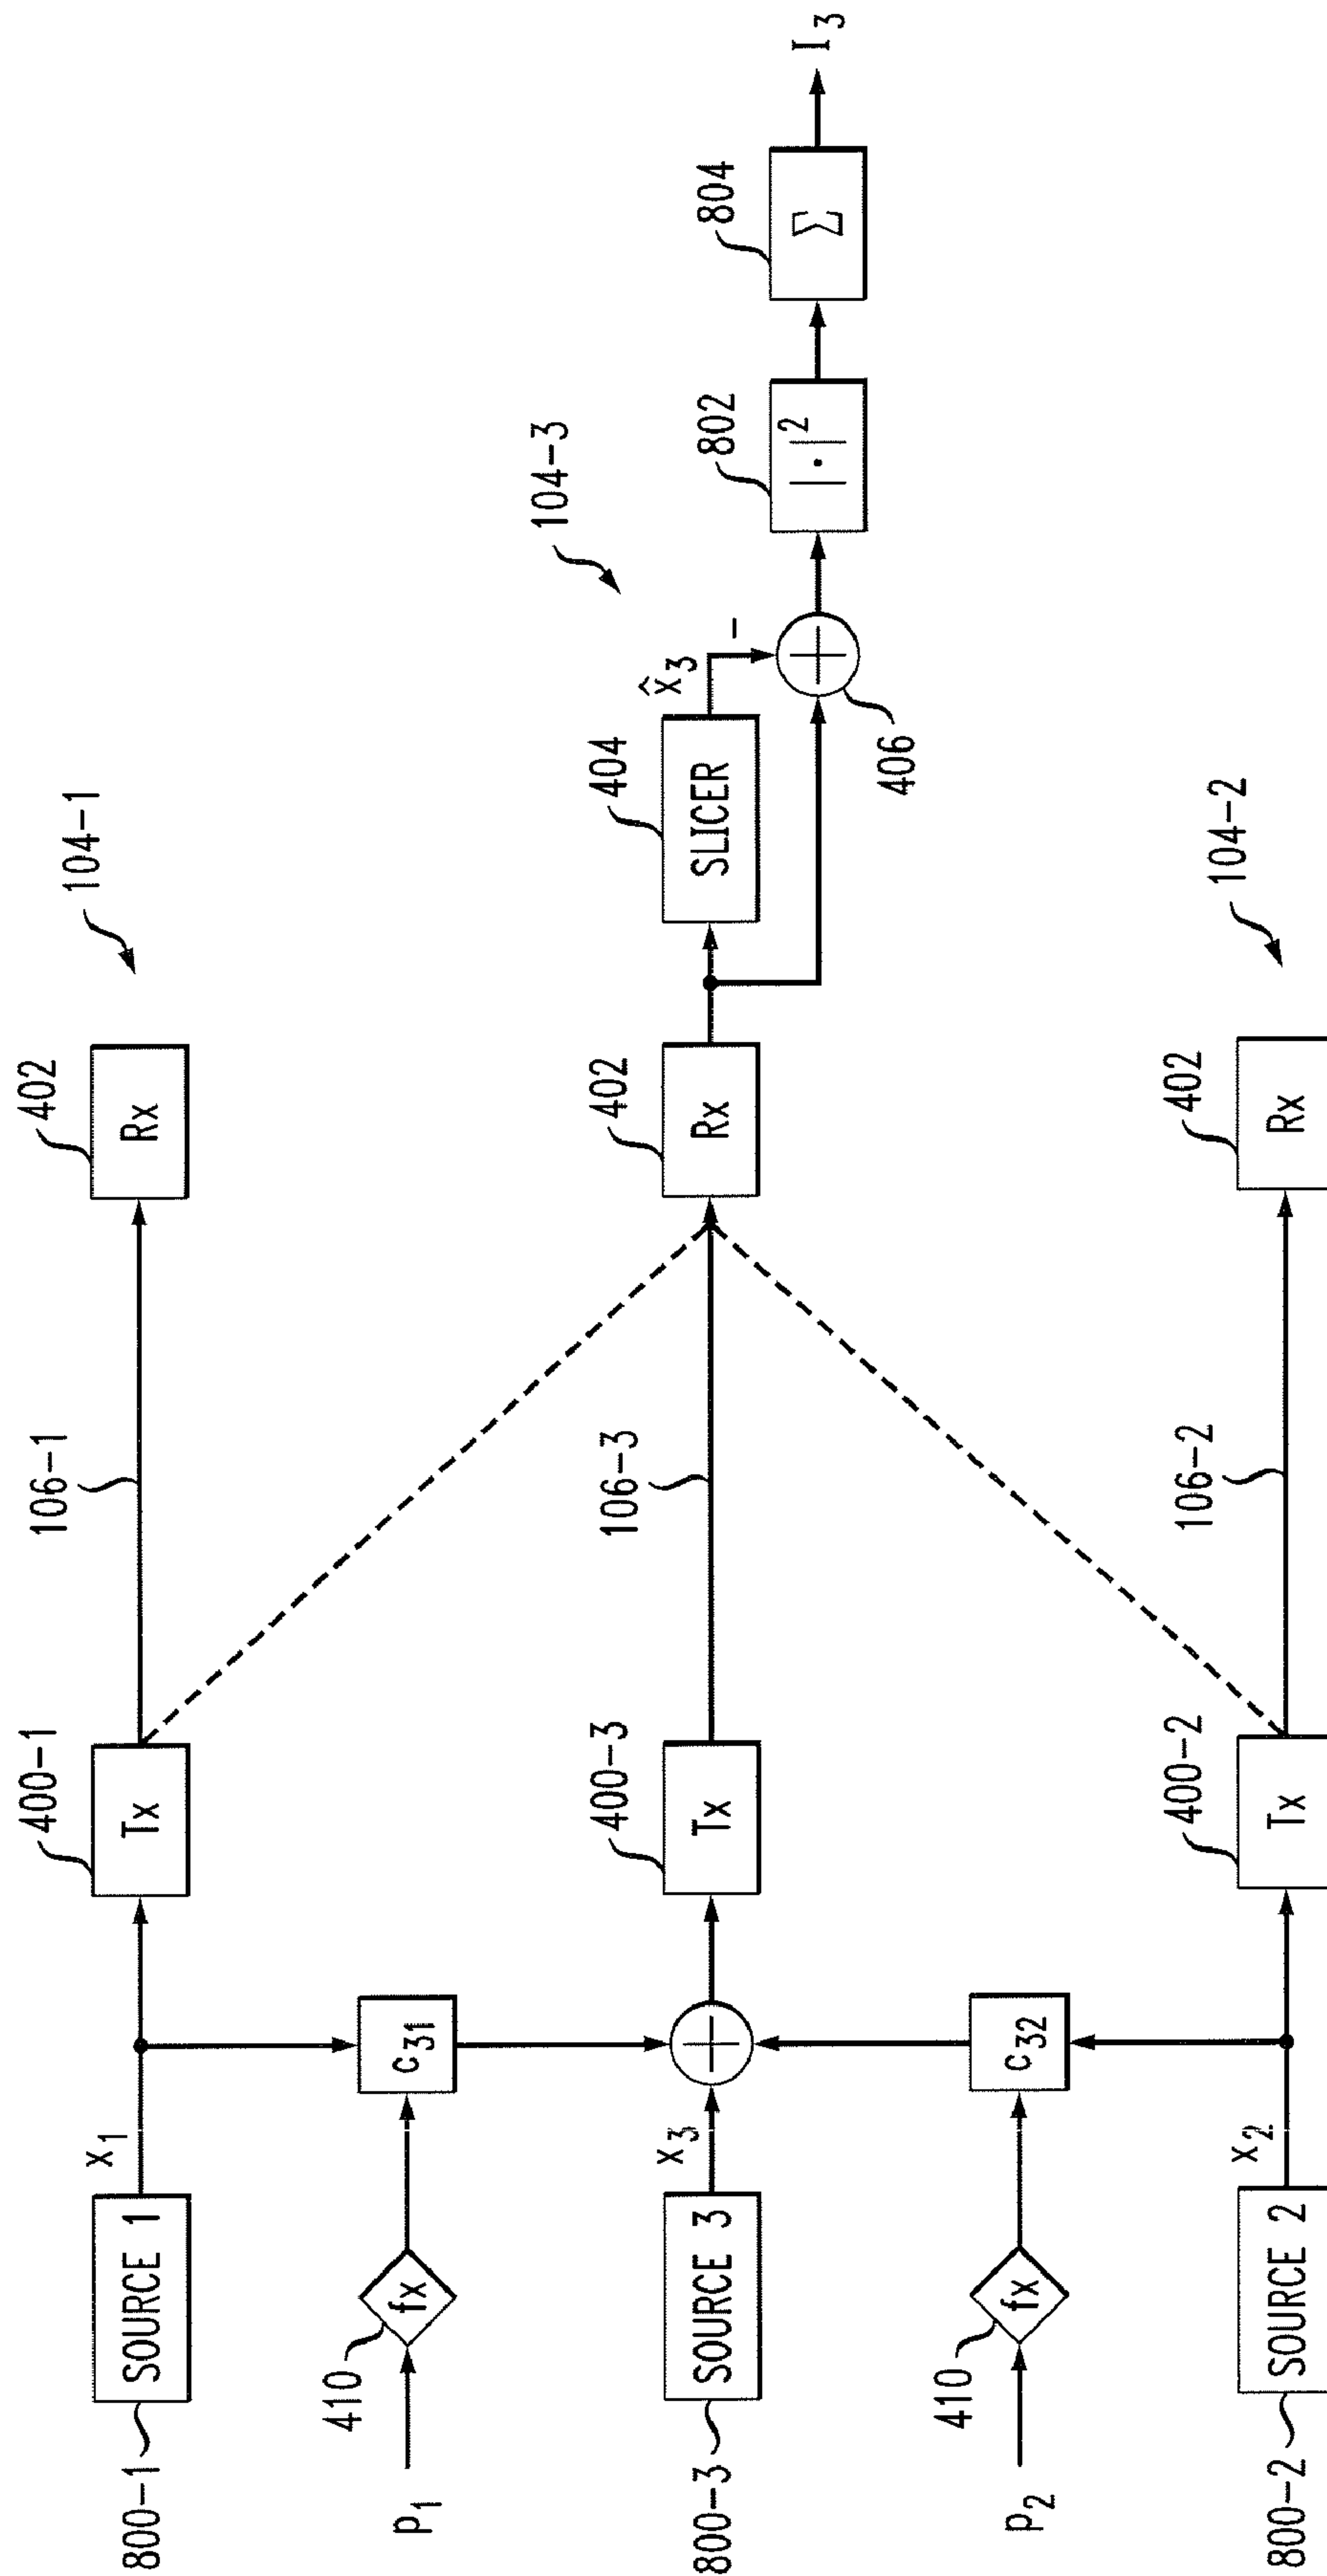 104-1
400-1
106-1
402
800-1
SOURCE 1
x1
Tx
Rx
410
p1
fx
c31
104-3
400-3
106-3
402
404
802
804
800-3
SOURCE 3
x3
+
Tx
Rx
SLICER
x̂3
-
+
406
|·|²
Σ
I3
410
p2
fx
c32
104-2
400-2
106-2
402
800-2
SOURCE 2
x2
Tx
Rx